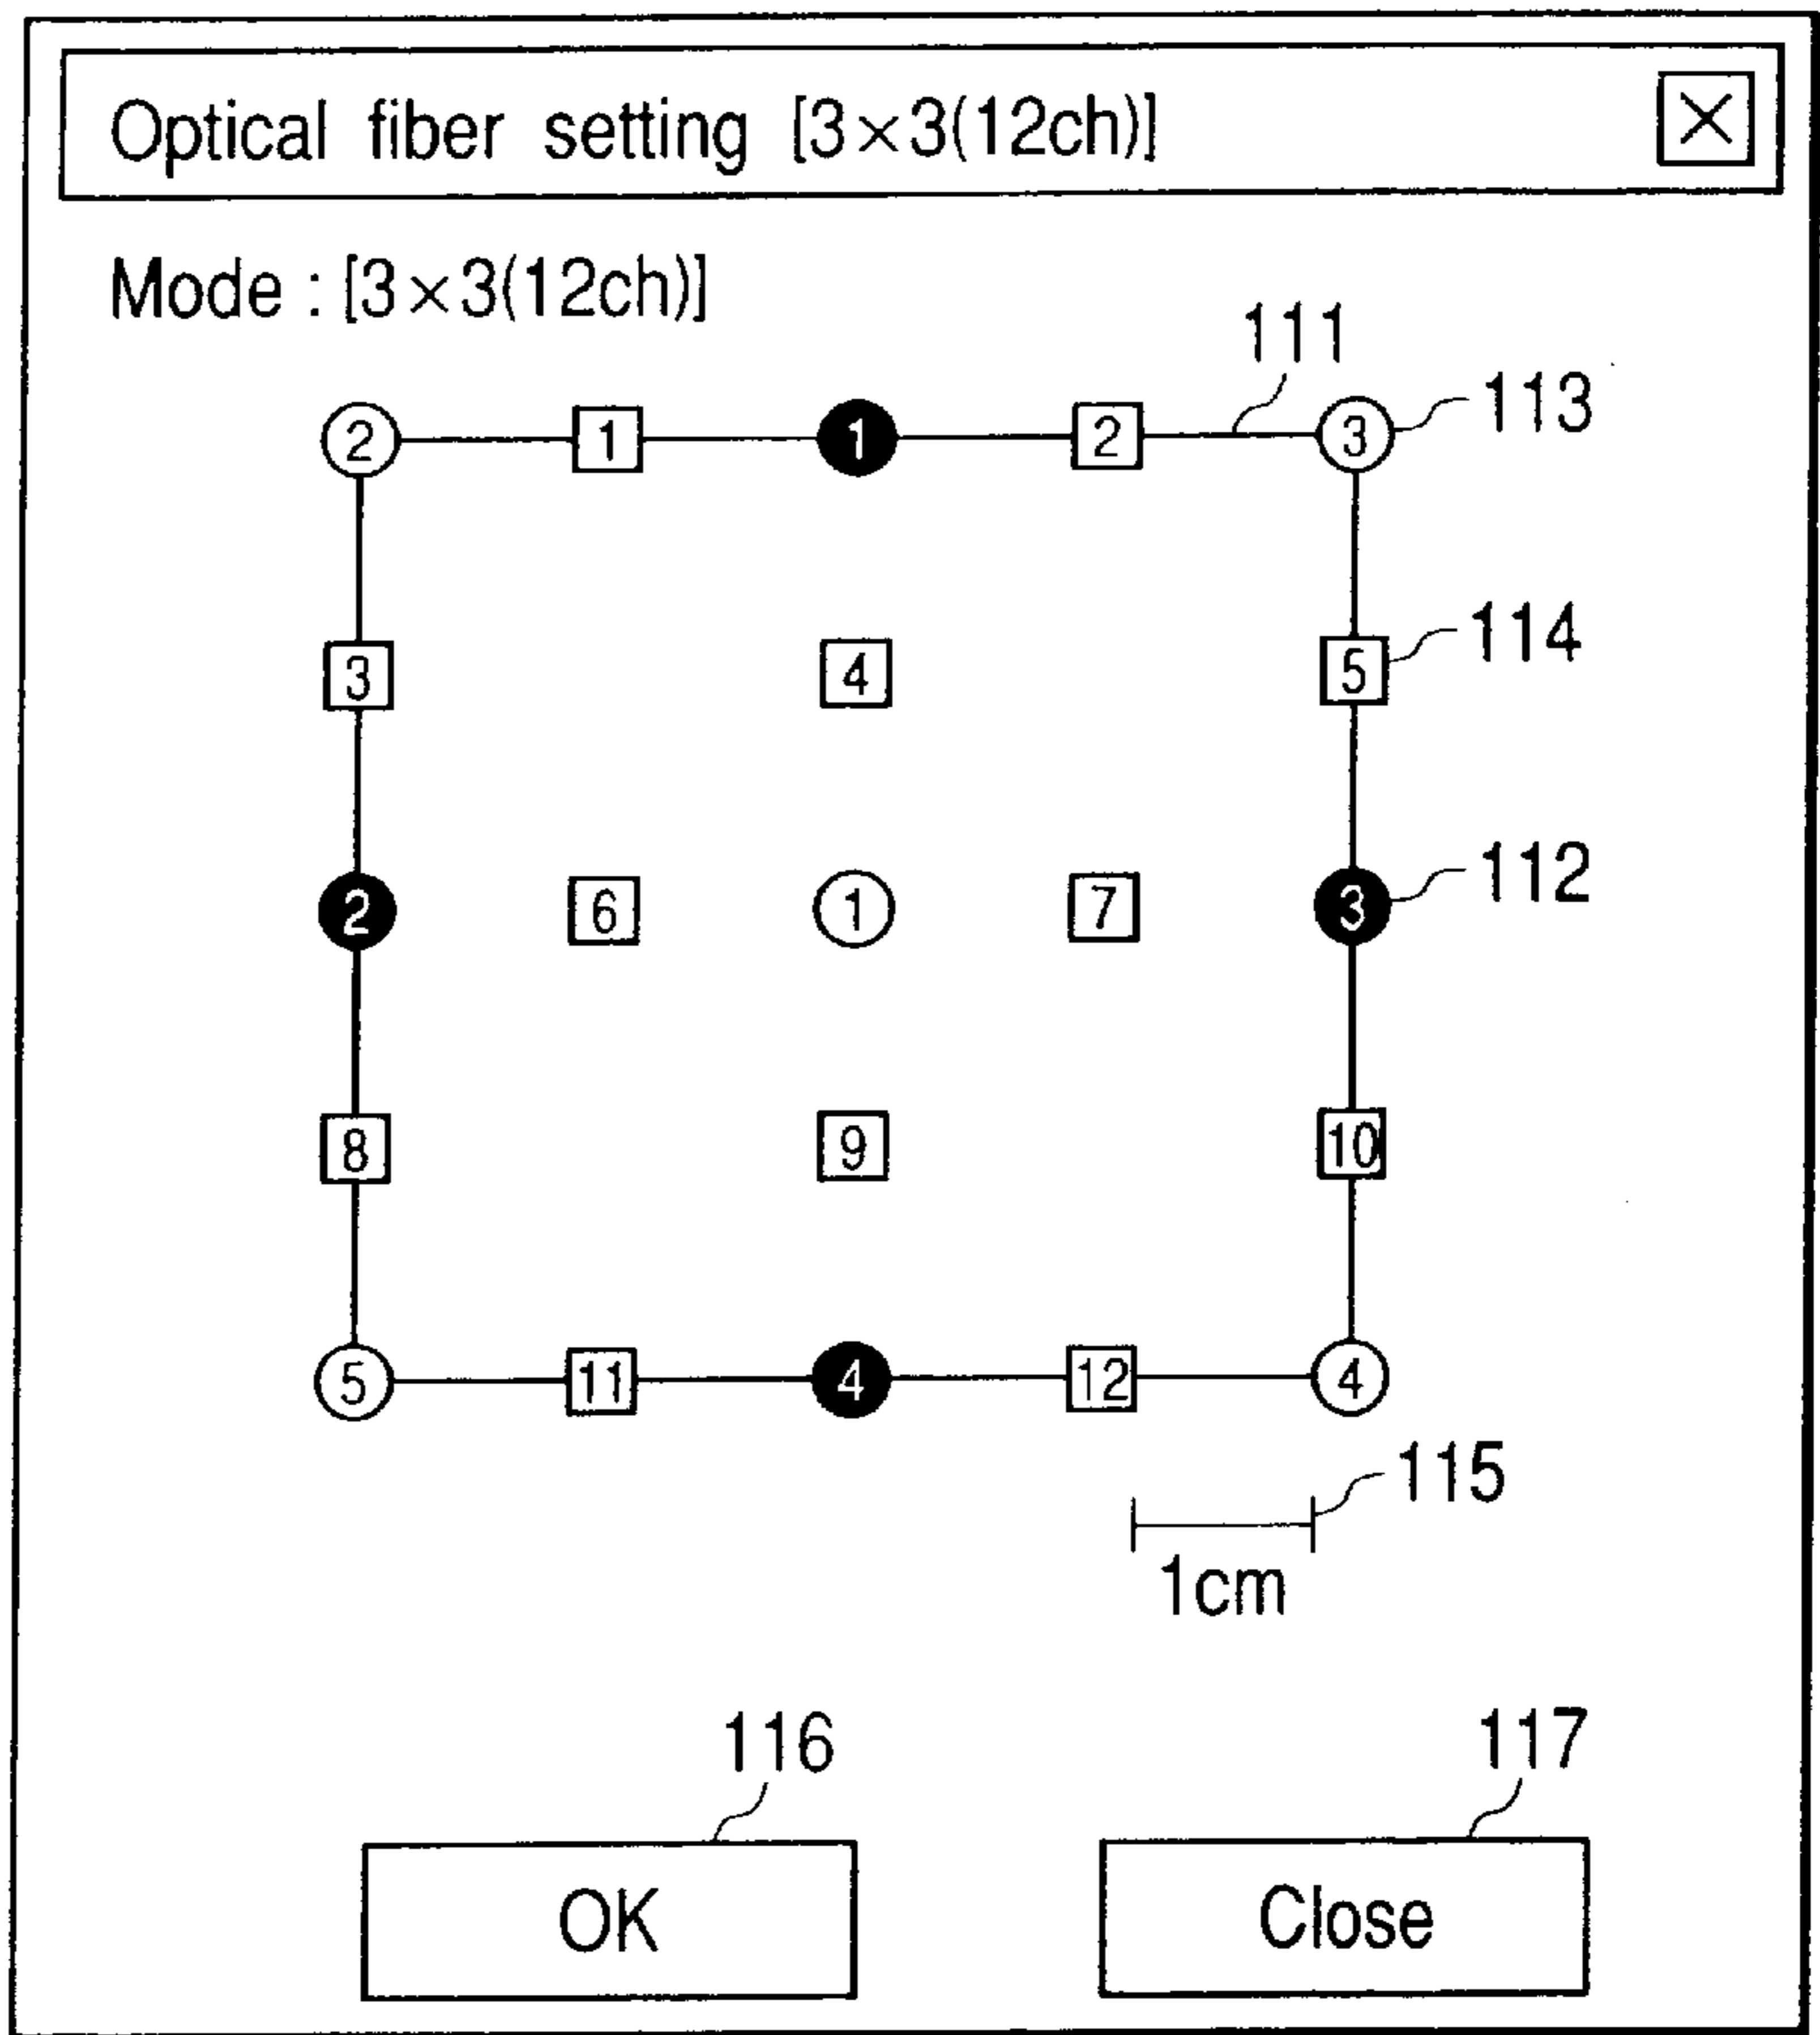 Optical fiber setting [3×3(12ch)]
Mode : [3×3(12ch)]
111
2 1 1 2 3 113
3 4 5 114
2 6 1 7 3 112
8 9 10
5 11 4 12 4
115
1cm
116 117
OK Close